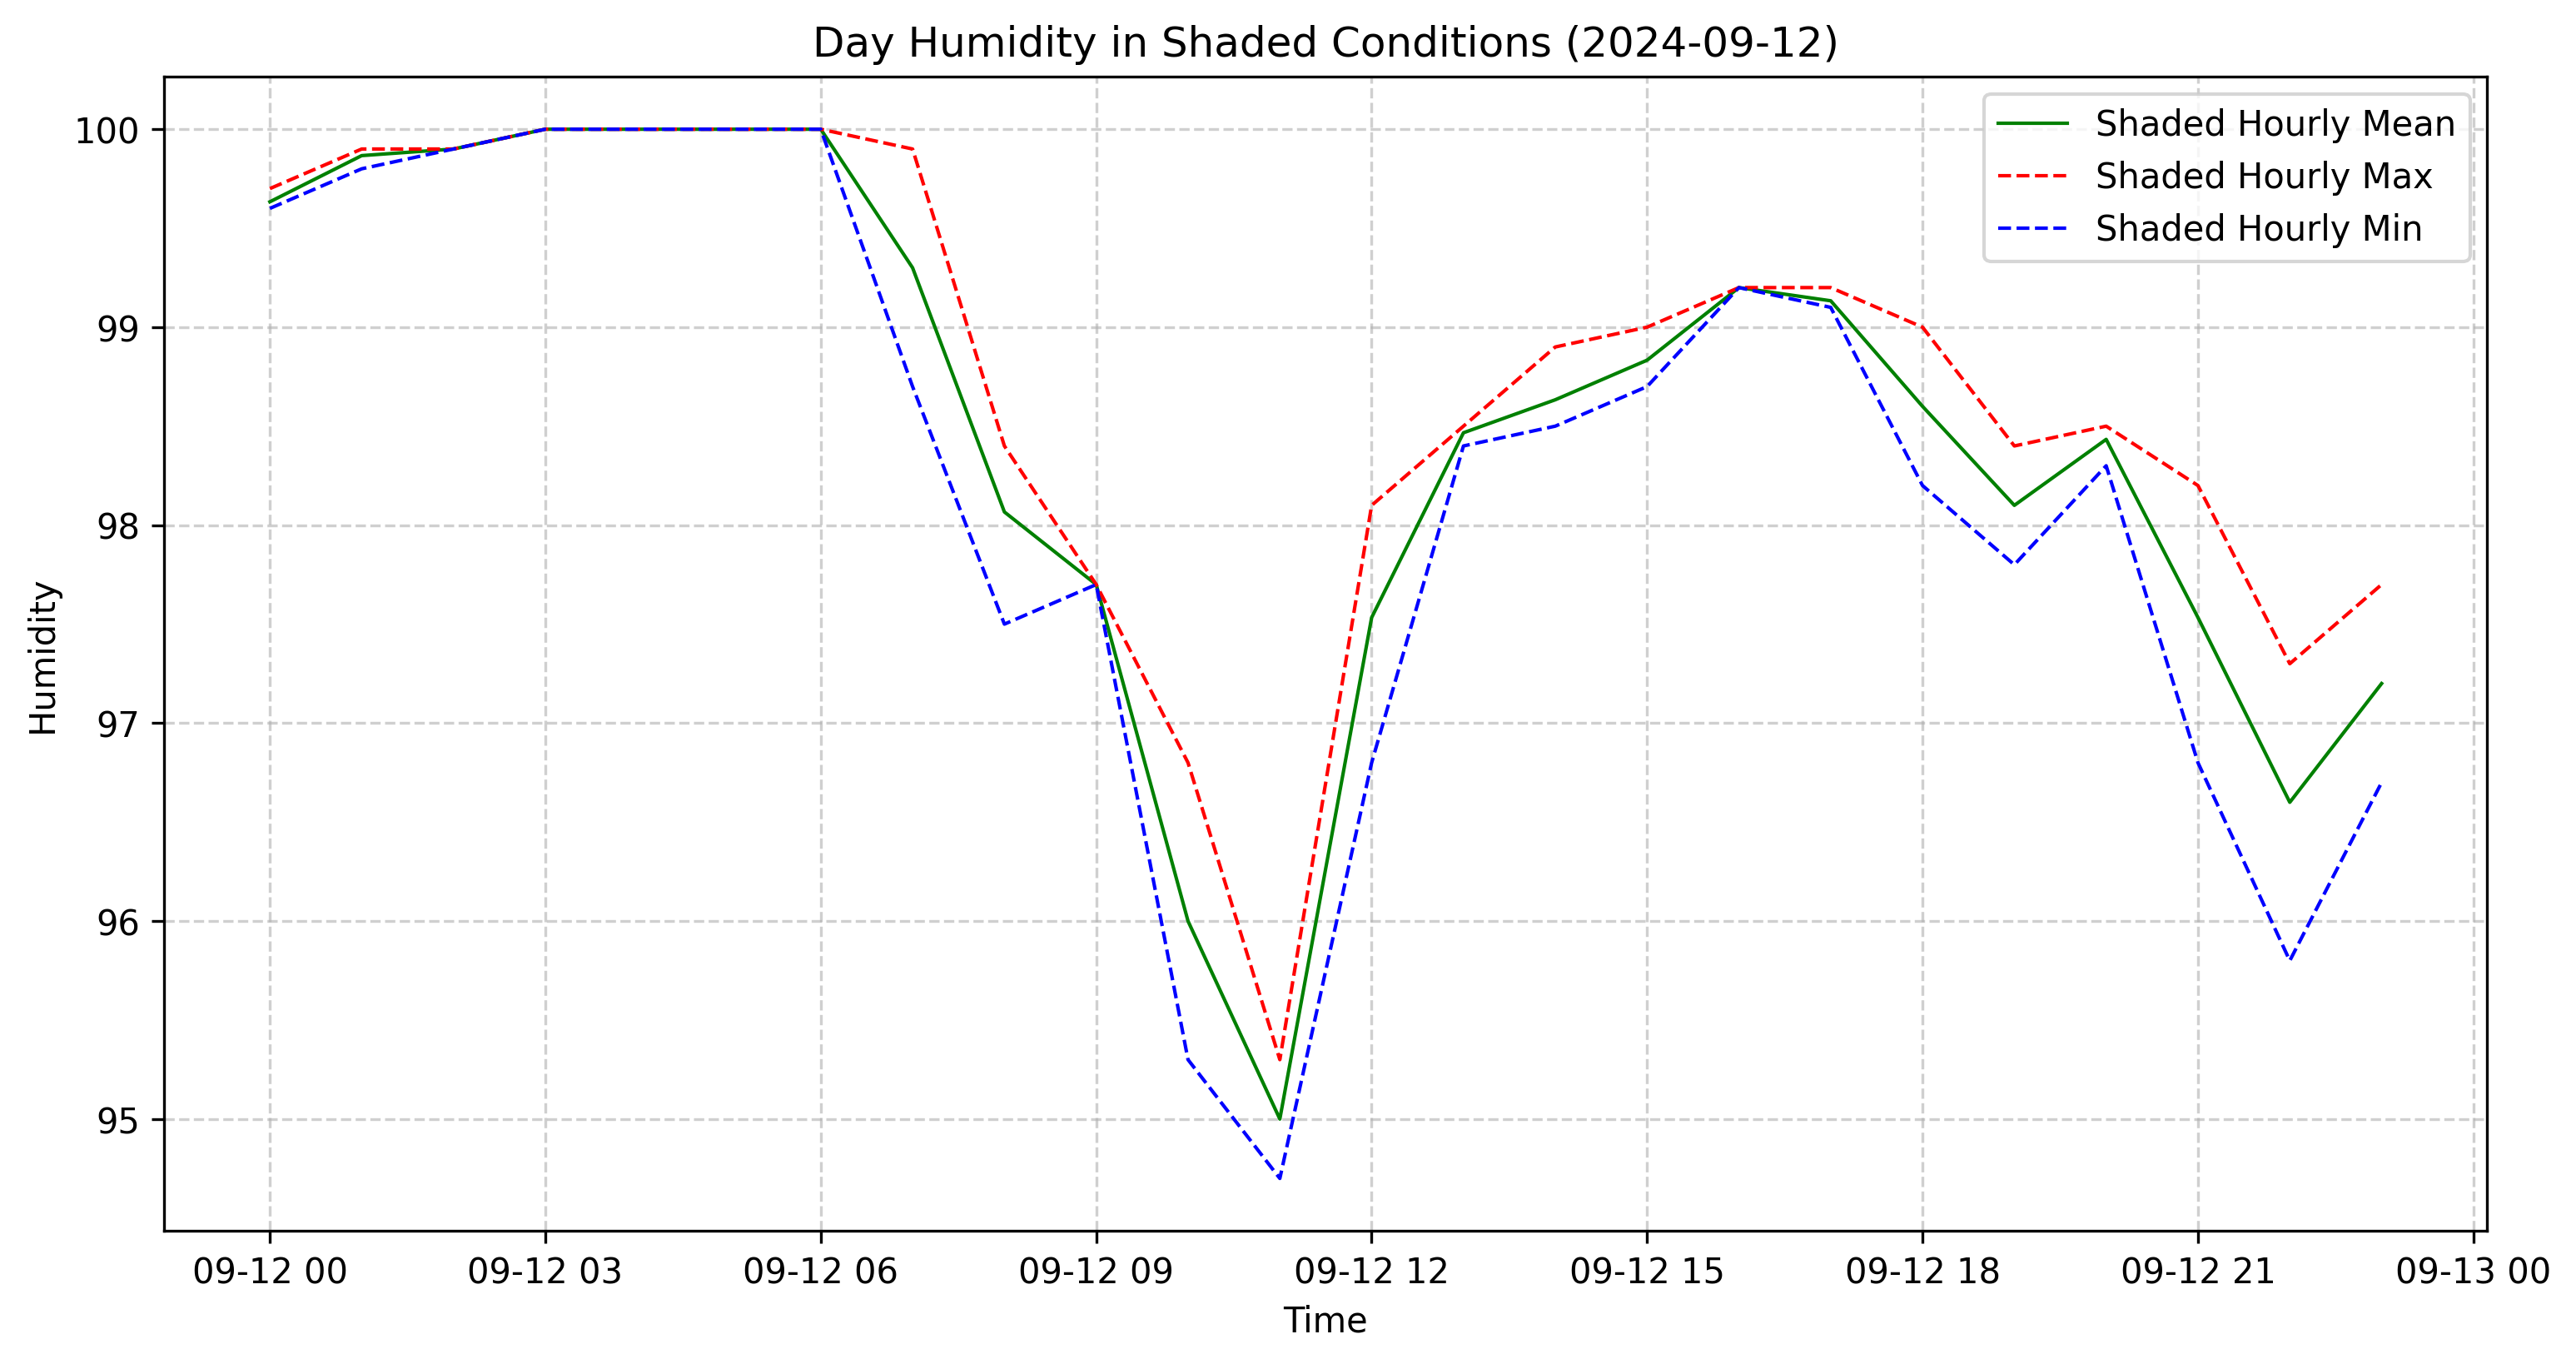 Day Humidity in Shaded Conditions (2024-09-12)
Shaded Hourly Mean
Shaded Hourly Max
Shaded Hourly Min
Humidity
100
99
98
97
96
95
09-12 00 09-12 03 09-12 06 09-12 09 09-12 12 09-12 15 09-12 18 09-12 21 09-13 00
Time